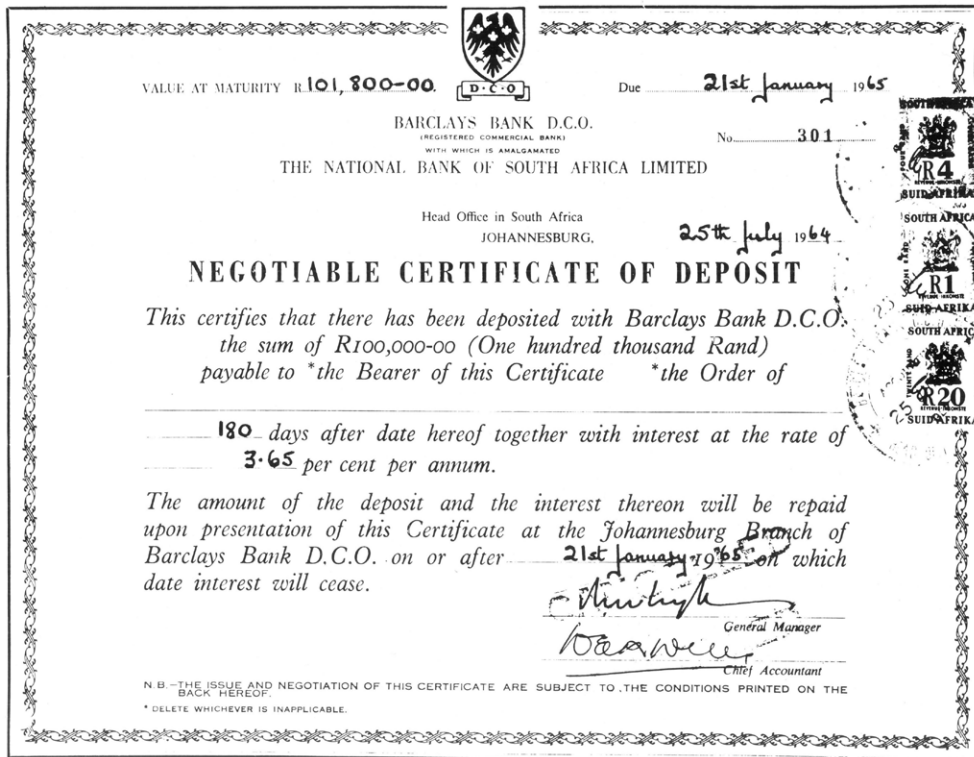 D·C·O
VALUE AT MATURITY R 101,800-00. Due 21st January 1965
BARCLAYS BANK D.C.O.
(REGISTERED COMMERCIAL BANK)
WITH WHICH IS AMALGAMATED
No. 301
THE NATIONAL BANK OF SOUTH AFRICA LIMITED
Head Office in South Africa
JOHANNESBURG, 25th July 1964
NEGOTIABLE CERTIFICATE OF DEPOSIT
This certifies that there has been deposited with Barclays Bank D.C.O.
the sum of R100,000-00 (One hundred thousand Rand)
payable to *the Bearer of this Certificate *the Order of
180 days after date hereof together with interest at the rate of
3·65 per cent per annum.
The amount of the deposit and the interest thereon will be repaid
upon presentation of this Certificate at the Johannesburg Branch of
Barclays Bank D.C.O. on or after 21st January 1965 on which
date interest will cease.
General Manager
Chief Accountant
N.B.—THE ISSUE AND NEGOTIATION OF THIS CERTIFICATE ARE SUBJECT TO THE CONDITIONS PRINTED ON THE
BACK HEREOF.
* DELETE WHICHEVER IS INAPPLICABLE.
SOUTH AFRICA
R4
SUID-AFRIKA
SOUTH AFRICA
R1
SUID-AFRIKA
SOUTH AFRICA
R20
SUID-AFRIKA